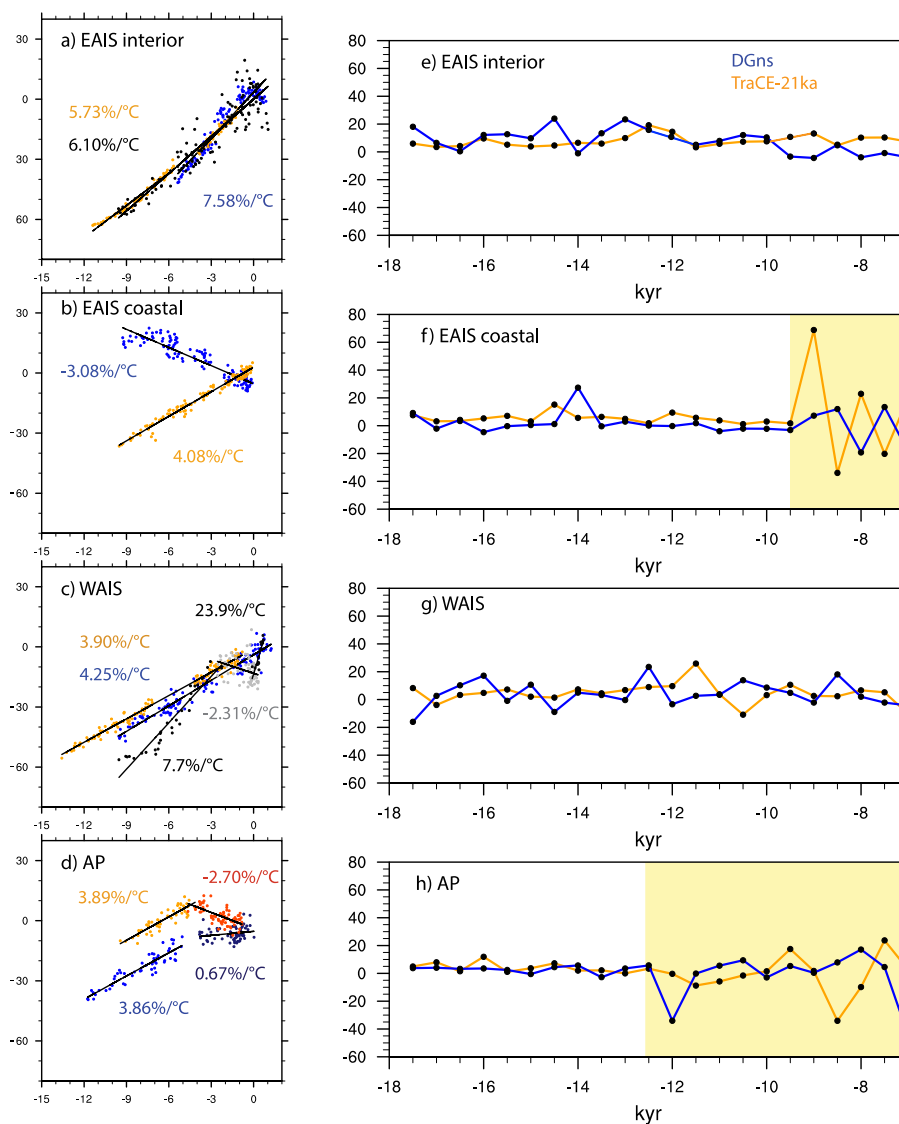 a) EAIS interior
30
0
30
60
5.73%/°C
6.10%/°C
7.58%/°C
-15 -12 -9 -6 -3 0
b) EAIS coastal
30
0
-30
-60
-3.08%/°C
4.08%/°C
-15 -12 -9 -6 -3 0
c) WAIS
30
0
-30
-60
23.9%/°C
3.90%/°C
4.25%/°C
-2.31%/°C
7.7%/°C
-15 -12 -9 -6 -3 0
d) AP
30
0
-30
-60
-2.70%/°C
3.89%/°C
0.67%/°C
3.86%/°C
-15 -12 -9 -6 -3 0
e) EAIS interior
DGns
TraCE-21ka
80
60
40
20
0
-20
-40
-60
-18 -16 -14 -12 -10 -8
kyr
f) EAIS coastal
80
60
40
20
0
-20
-40
-60
-18 -16 -14 -12 -10 -8
kyr
g) WAIS
80
60
40
20
0
-20
-40
-60
-18 -16 -14 -12 -10 -8
kyr
h) AP
80
60
40
20
0
-20
-40
-60
-18 -16 -14 -12 -10 -8
kyr